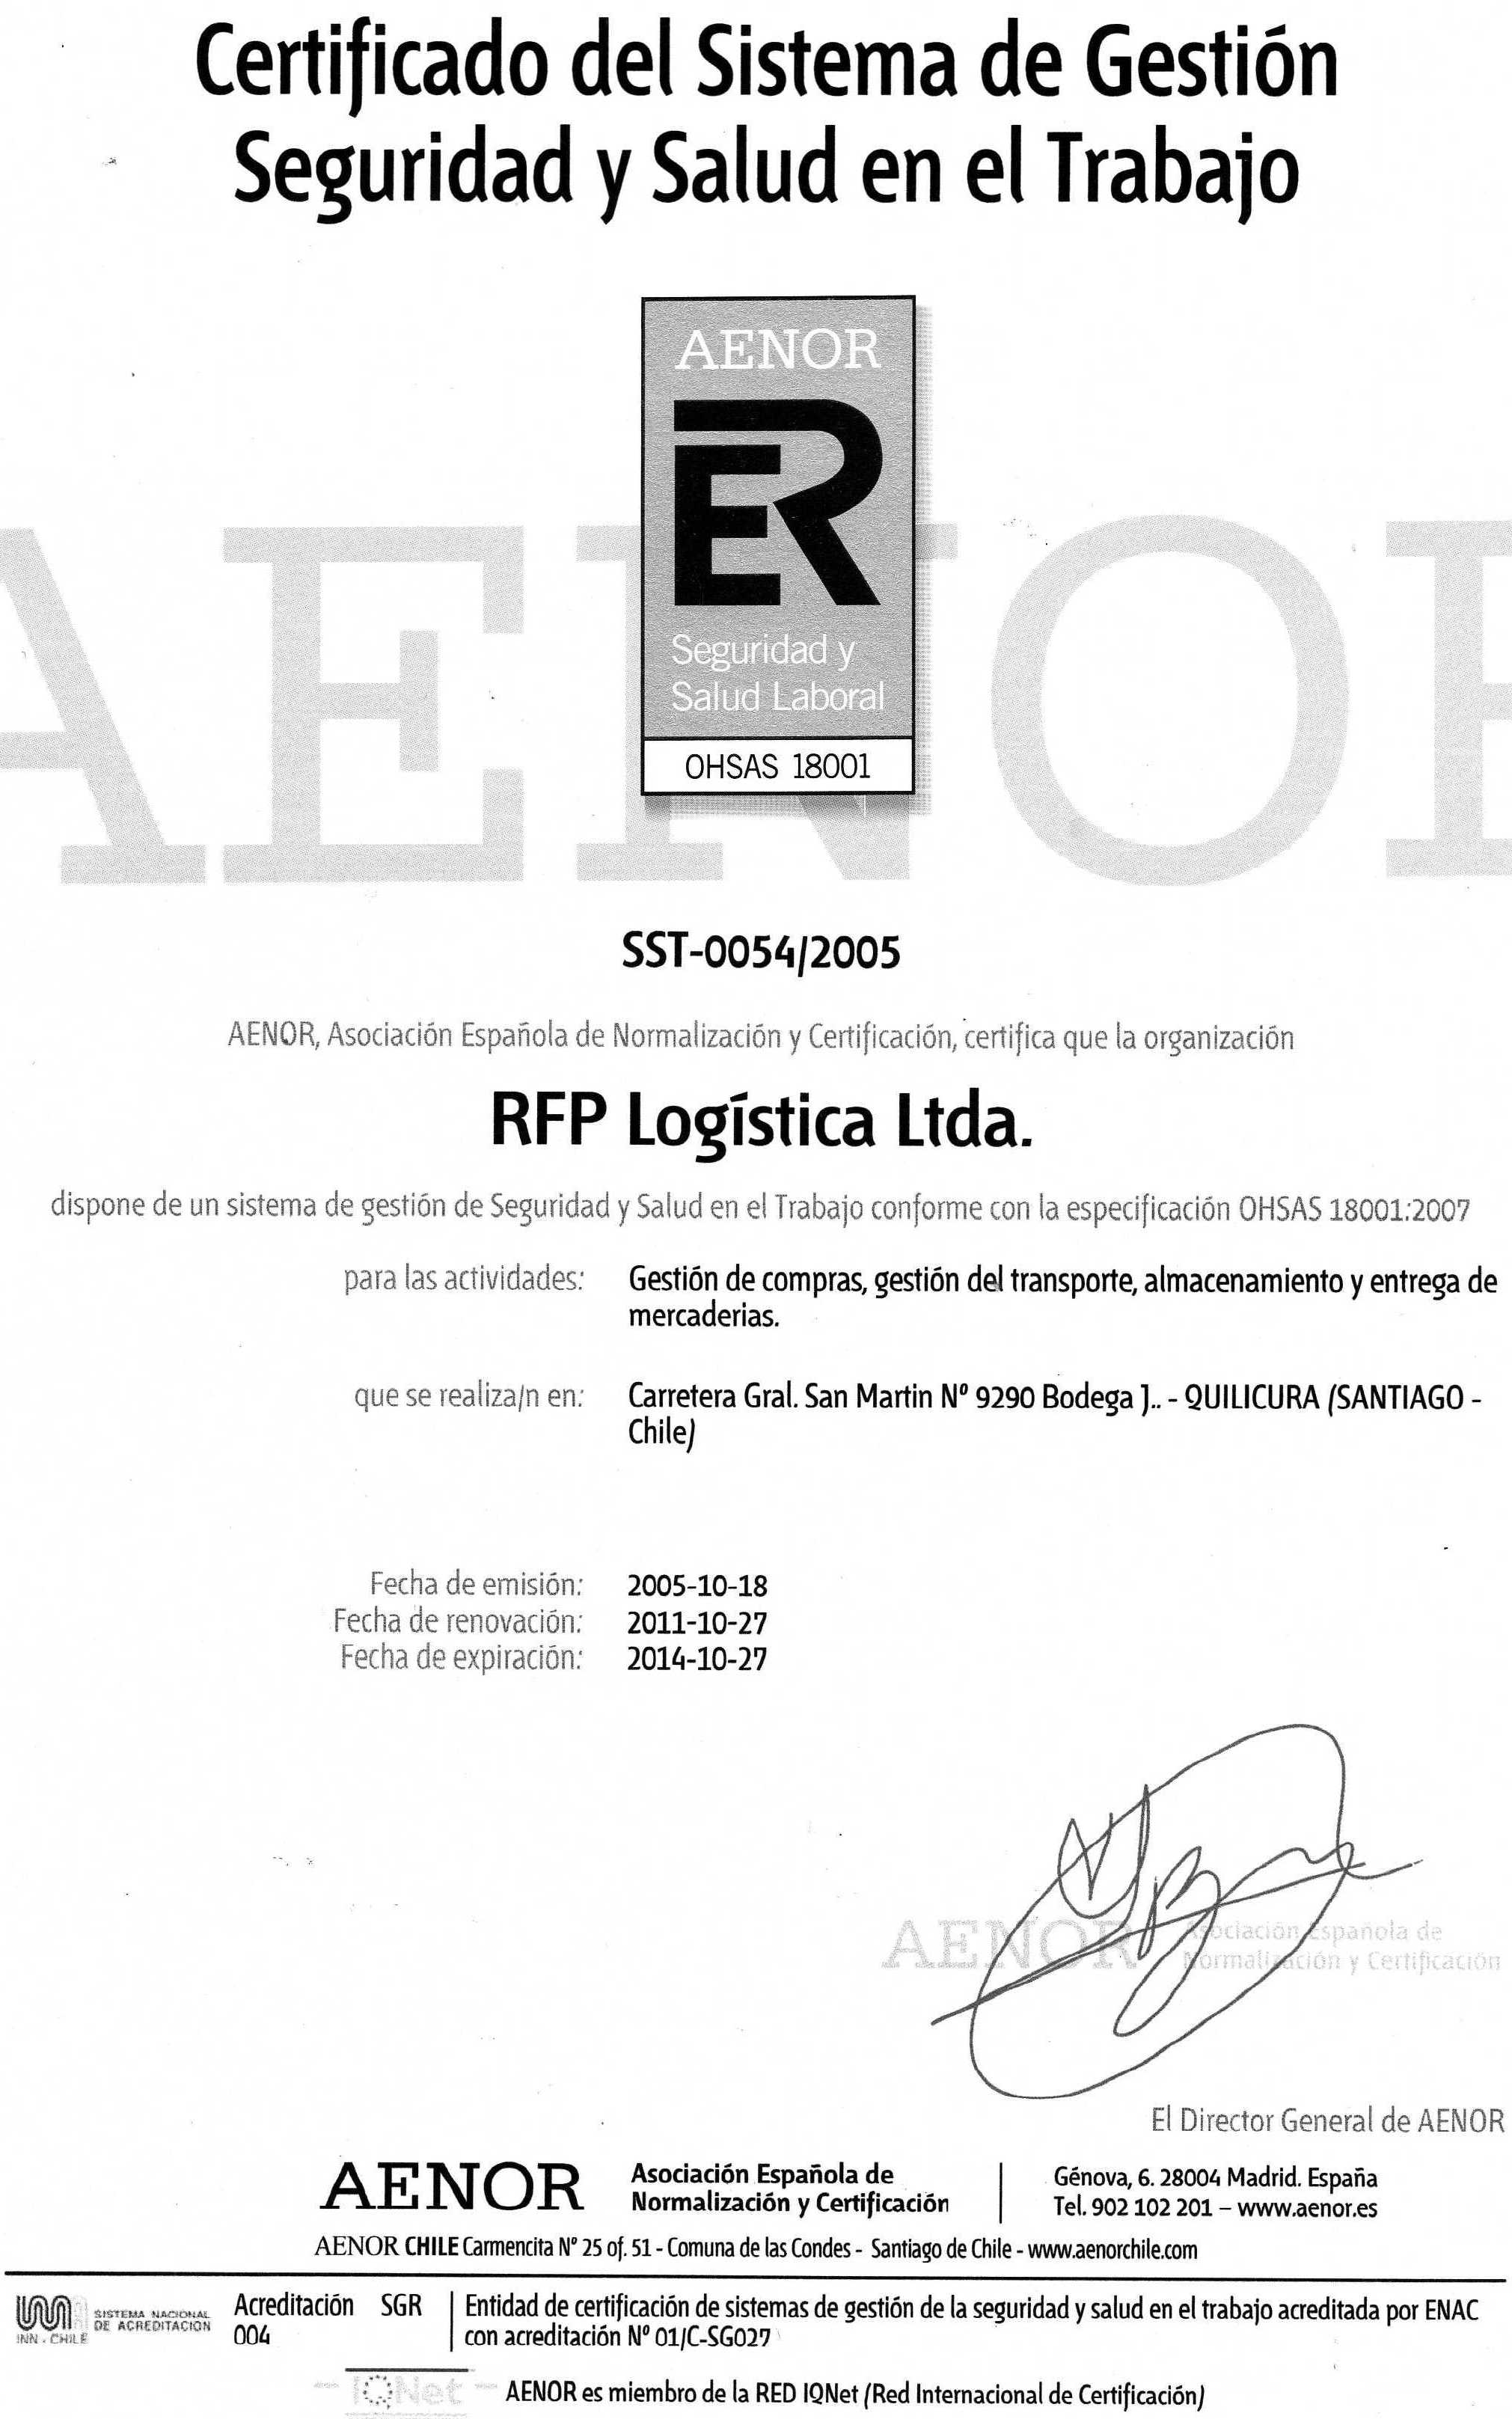 Certificado del Sistema de Gestión
Seguridad y Salud en el Trabajo
AENOR
ER
Seguridad y
Salud Laboral
OHSAS 18001
AENOR
SST-0054/2005
AENOR, Asociación Española de Normalización y Certificación, certifica que la organización
RFP Logística Ltda.
dispone de un sistema de gestión de Seguridad y Salud en el Trabajo conforme con la especificación OHSAS 18001:2007
para las actividades: Gestión de compras, gestión del transporte, almacenamiento y entrega de
mercaderias.
que se realiza/n en: Carretera Gral. San Martin Nº 9290 Bodega J.. - QUILICURA (SANTIAGO -
Chile)
Fecha de emisión: 2005-10-18
Fecha de renovación: 2011-10-27
Fecha de expiración: 2014-10-27
AENOR Asociación Española de
Normalización y Certificación
El Director General de AENOR
AENOR Asociación Española de
Normalización y Certificación
Génova, 6. 28004 Madrid. España
Tel. 902 102 201 – www.aenor.es
AENOR CHILE Carmencita Nº 25 of. 51 - Comuna de las Condes - Santiago de Chile - www.aenorchile.com
INN - CHILE
SISTEMA NACIONAL
DE ACREDITACION
Acreditación SGR
004
Entidad de certificación de sistemas de gestión de la seguridad y salud en el trabajo acreditada por ENAC
con acreditación Nº 01/C-SG027
IQNet
AENOR es miembro de la RED IQNet (Red Internacional de Certificación)